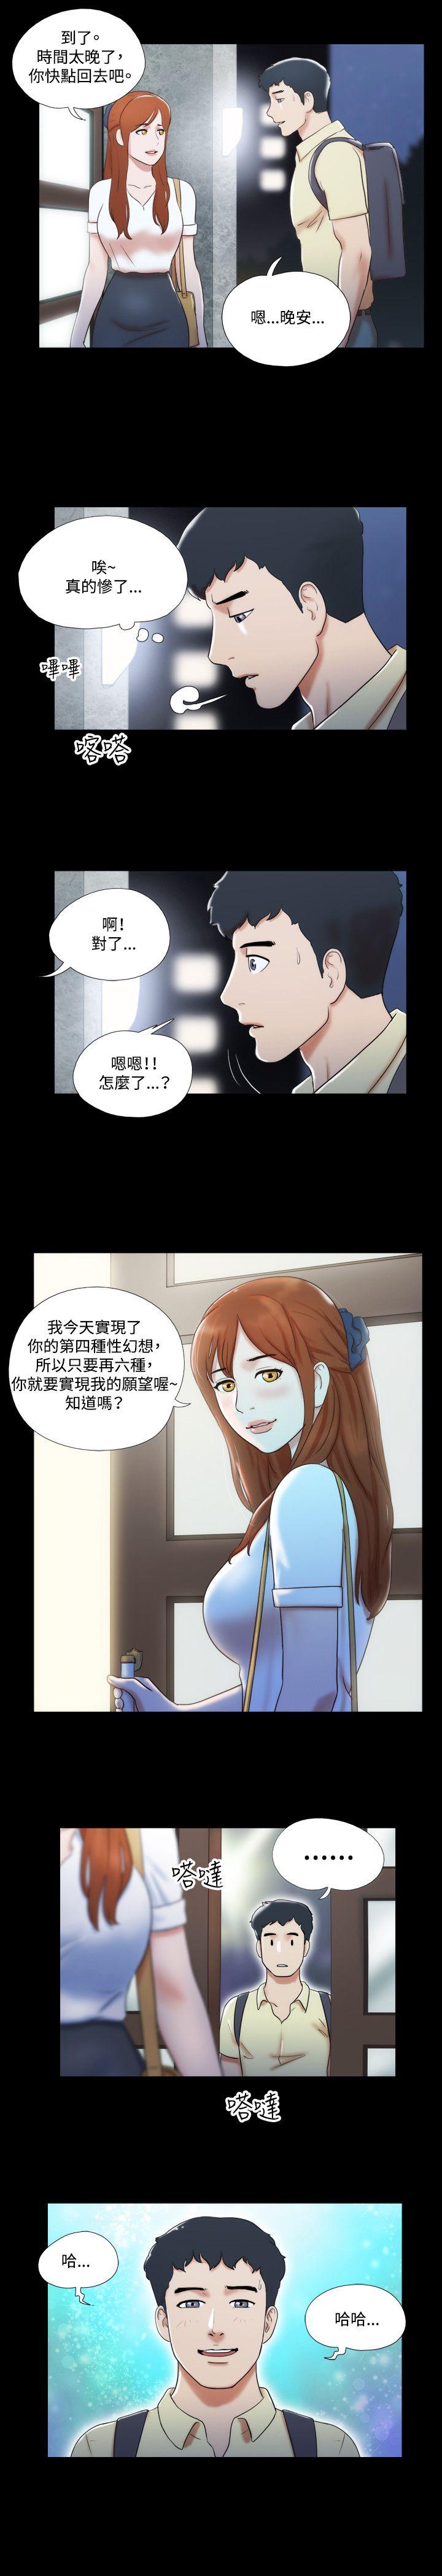 到了。
時間太晚了，
你快點回去吧。
嗯...晚安...
唉~
真的慘了...
嗶嗶
喀嗒
啊！
對了...
嗯嗯！！
怎麼了...？
我今天實現了
你的第四種性幻想，
所以只要再六種，
你就要實現我的願望喔~
知道嗎？
......
嗒噠
嗒噠
哈...
哈哈...